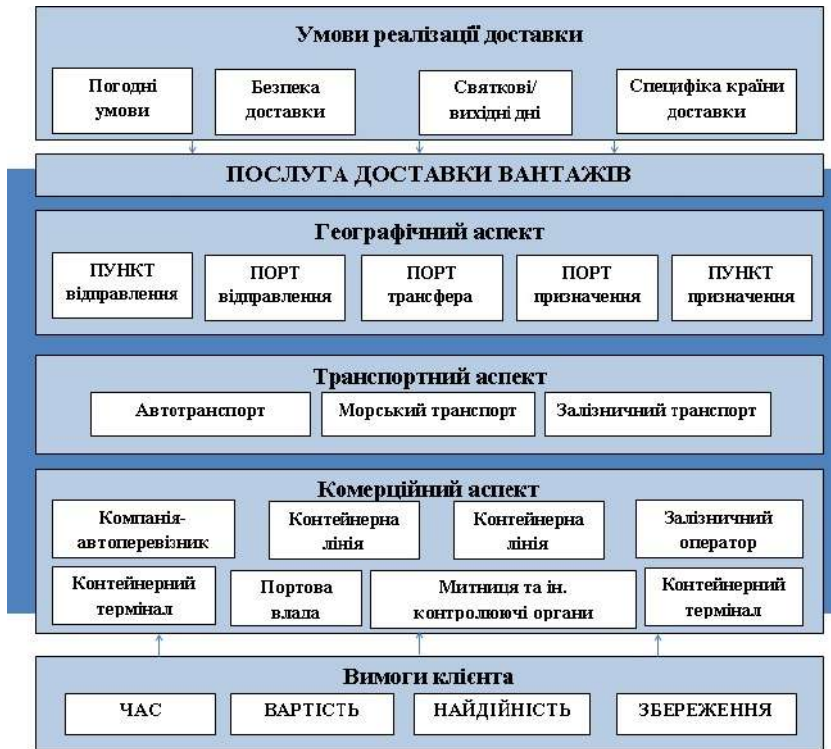 Умови реалізації доставки
Погодні
умови
Безпека
доставки
Святкові/
вихідні дні
Специфіка країни
доставки
ПОСЛУГА ДОСТАВКИ ВАНТАЖІВ
Географічний аспект
ПУНКТ
відправлення
ПОРТ
відправлення
ПОРТ
трансфера
ПОРТ
призначення
ПУНКТ
призначення
Транспортний аспект
Автотранспорт
Морський транспорт
Залізничний транспорт
Комерційний аспект
Компанія-
автоперевізник
Контейнерна
лінія
Контейнерна
лінія
Залізничний
оператор
Контейнерний
термінал
Портова
влада
Митниця та ін.
контролюючі органи
Контейнерний
термінал
Вимоги клієнта
ЧАС
ВАРТІСТЬ
НАЙДІЙНІСТЬ
ЗБЕРЕЖЕННЯ